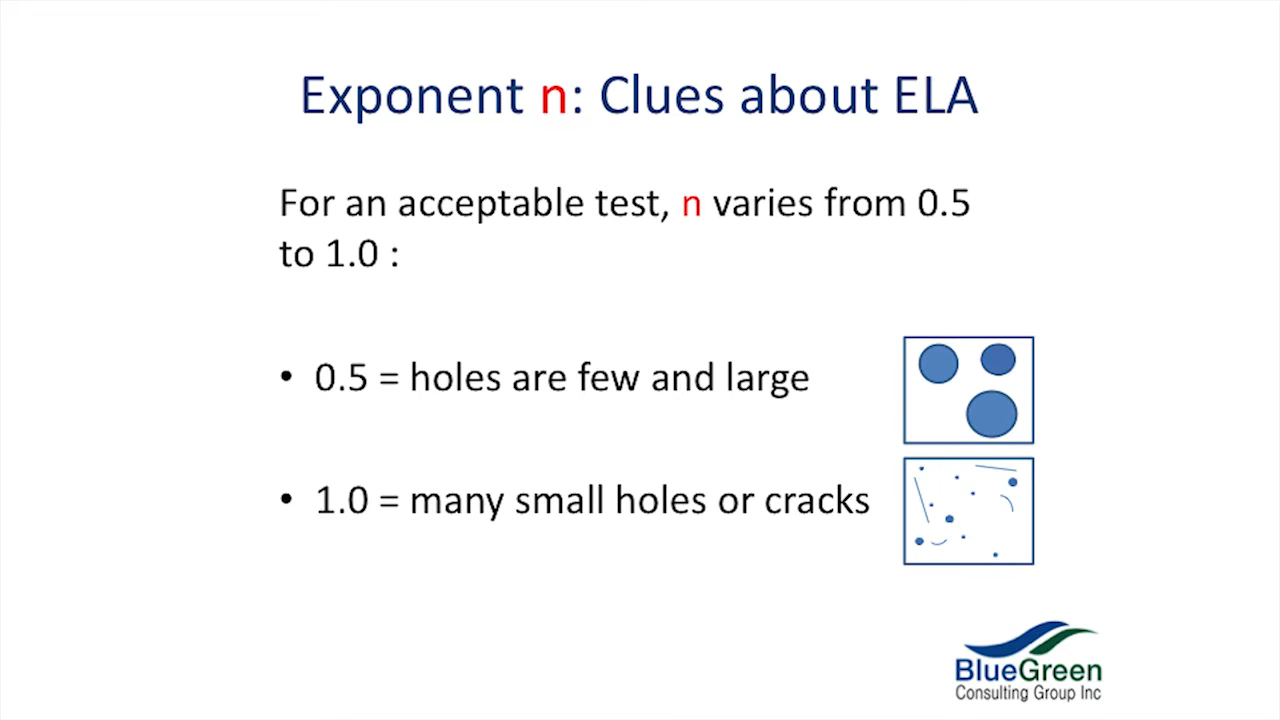 Exponent n: Clues about ELA
For an acceptable test, n varies from 0.5
to 1.0 :
• 0.5 = holes are few and large
• 1.0 = many small holes or cracks
BlueGreen
Consulting Group Inc